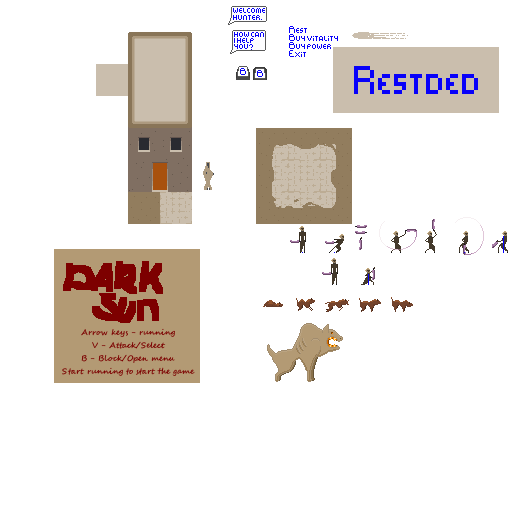 WELCOME
HUNTER.
HOW CAN
I HELP
YOU?
B B
REST
BUY VITALITY
BUY POWER
EXIT
RESTDED
DARK
SUN
Arrow keys - running
V - Attack/Select
B - Block/Open menu
Start running to start the game